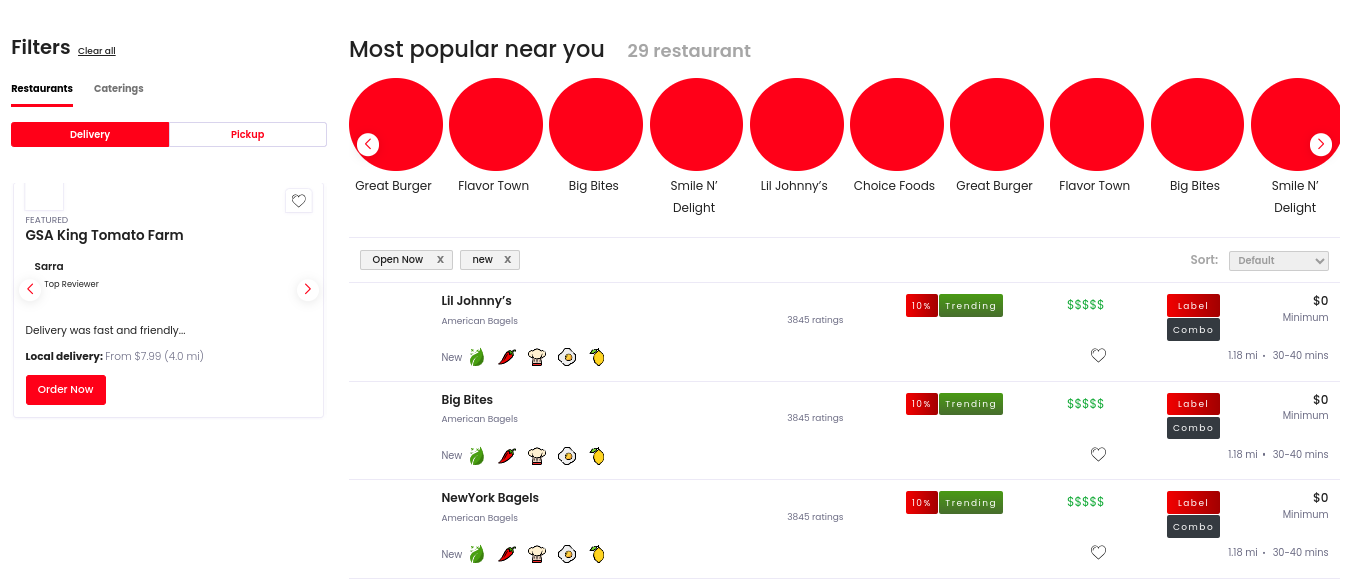 Filters Clear all
Restaurants Caterings
Delivery Pickup
FEATURED
GSA King Tomato Farm
Sarra
Top Reviewer
Delivery was fast and friendly...
Local delivery: From $7.99 (4.0 mi)
Order Now
Most popular near you 29 restaurant
Great Burger Flavor Town Big Bites Smile N’ Lil Johnny’s Choice Foods Great Burger Flavor Town Big Bites Smile N’
Delight Delight
Open Now X new X Sort: Default
Lil Johnny’s 10% Trending $$$$$ Label $0
American Bagels 3845 ratings Combo Minimum
New 1.18 mi • 30-40 mins
Big Bites 10% Trending $$$$$ Label $0
American Bagels 3845 ratings Combo Minimum
New 1.18 mi • 30-40 mins
NewYork Bagels 10% Trending $$$$$ Label $0
American Bagels 3845 ratings Combo Minimum
New 1.18 mi • 30-40 mins